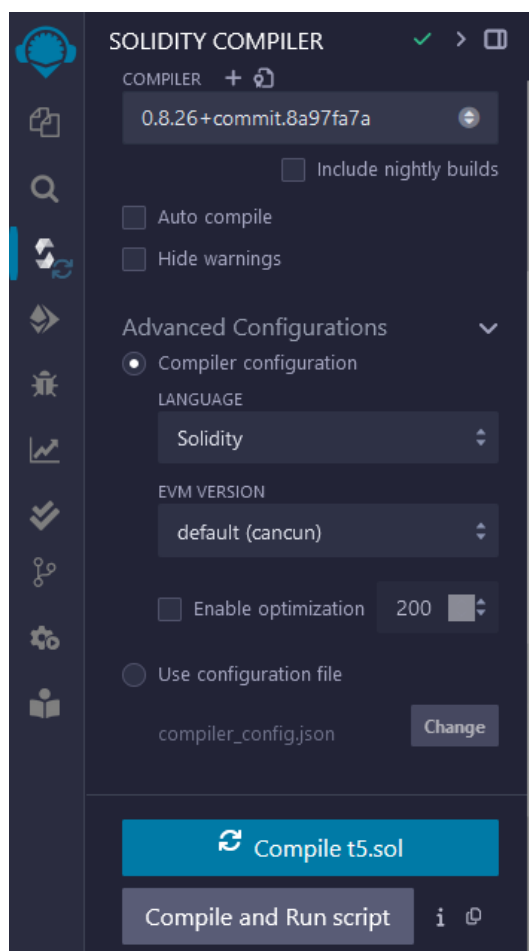 SOLIDITY COMPILER
COMPILER
0.8.26+commit.8a97fa7a
Include nightly builds
Auto compile
Hide warnings
Advanced Configurations
Compiler configuration
LANGUAGE
Solidity
EVM VERSION
default (cancun)
Enable optimization 200
Use configuration file
compiler_config.json Change
Compile t5.sol
Compile and Run script